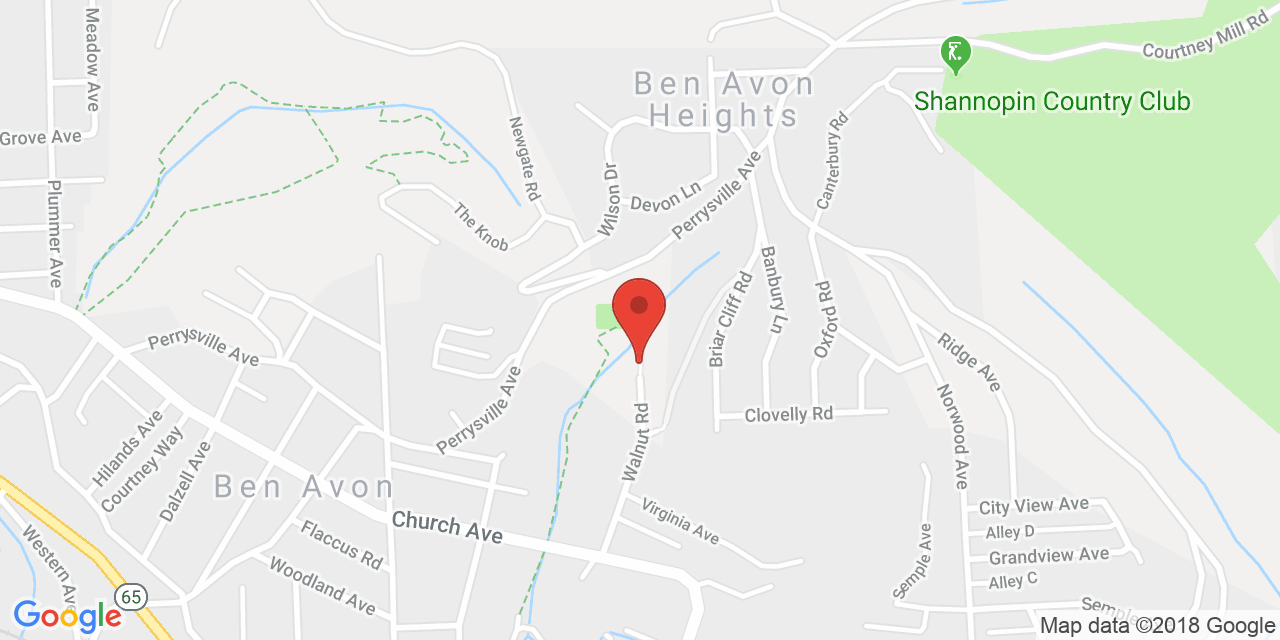 Meadow Ave
Courtney Mill Rd
Ben Avon
Heights
Shannopin Country Club
Grove Ave
Newgate Rd
Canterbury Rd
Plummer Ave
Wilson Dr
Devon Ln
Perrysville Ave
The Knob
Banbury Ln
Briar Cliff Rd
Oxford Rd
Perrysville Ave
Ridge Ave
Perrysville Ave
Norwood Ave
Clovelly Rd
Walnut Rd
Hilands Ave
Courtney Way
Dalzell Ave
Ben Avon
Church Ave
Virginia Ave
City View Ave
Alley D
Grandview Ave
Alley C
Semple Ave
Flaccus Rd
Woodland Ave
Western Ave
65
Semple
Google
Map data ©2018 Google